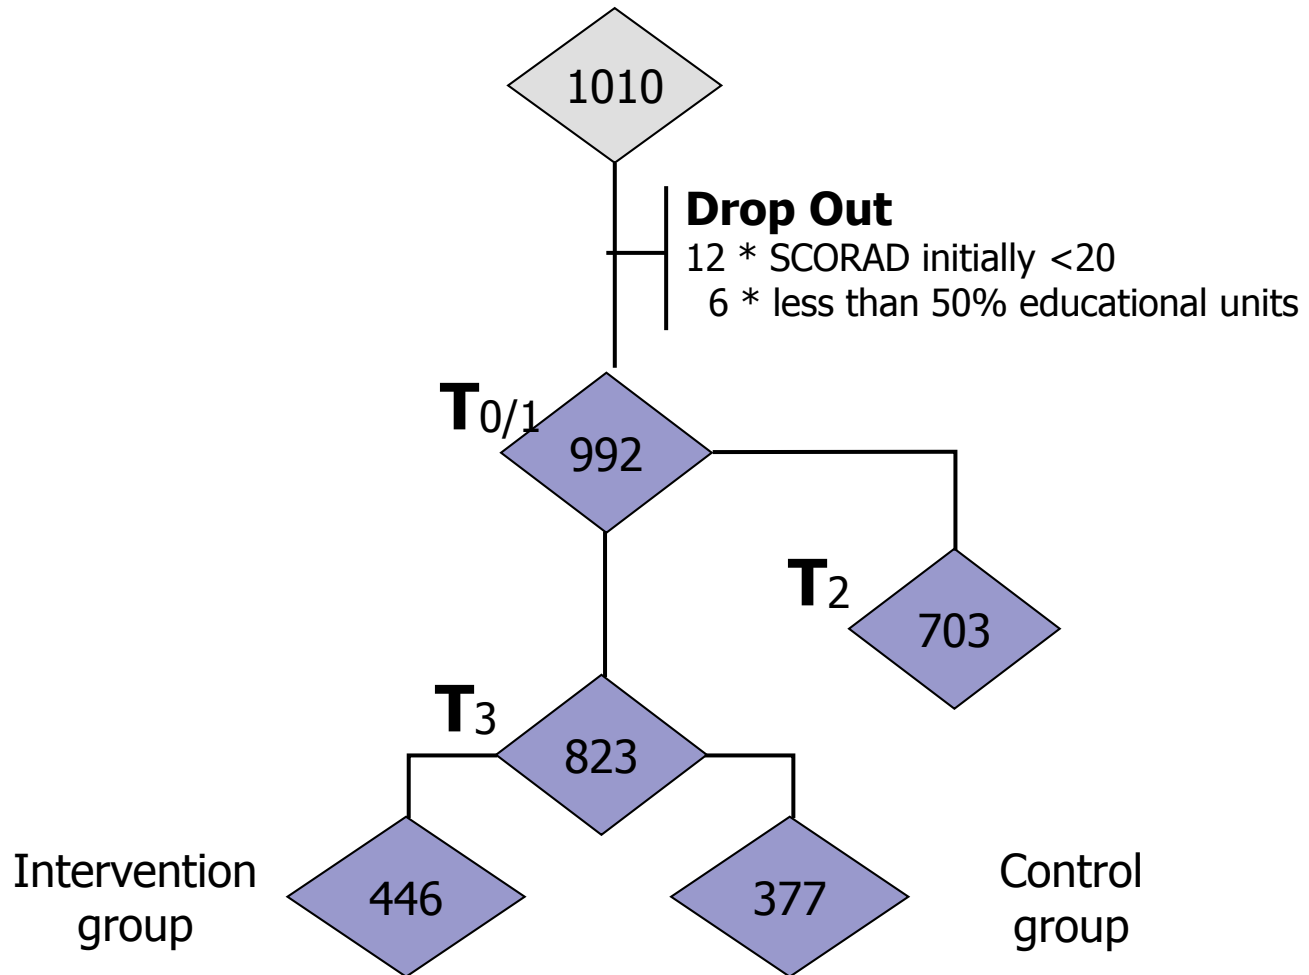 1010
Drop Out
12 * SCORAD initially <20
6 * less than 50% educational units
T0/1
992
T2
703
T3
823
Intervention
group
446
377
Control
group